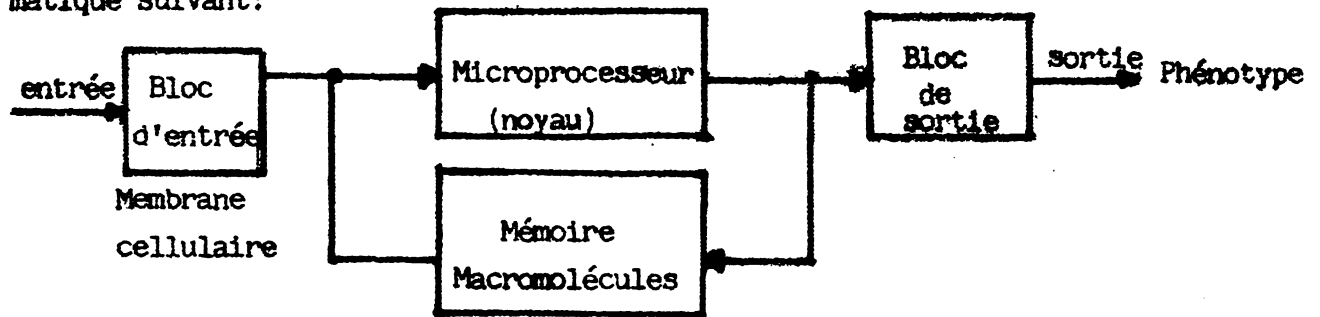 matique suivant:
entrée
Bloc
d'entrée
Membrane
cellulaire
Microprocesseur
(noyau)
Mémoire
Macromolécules
Bloc
de
sortie
sortie
Phénotype